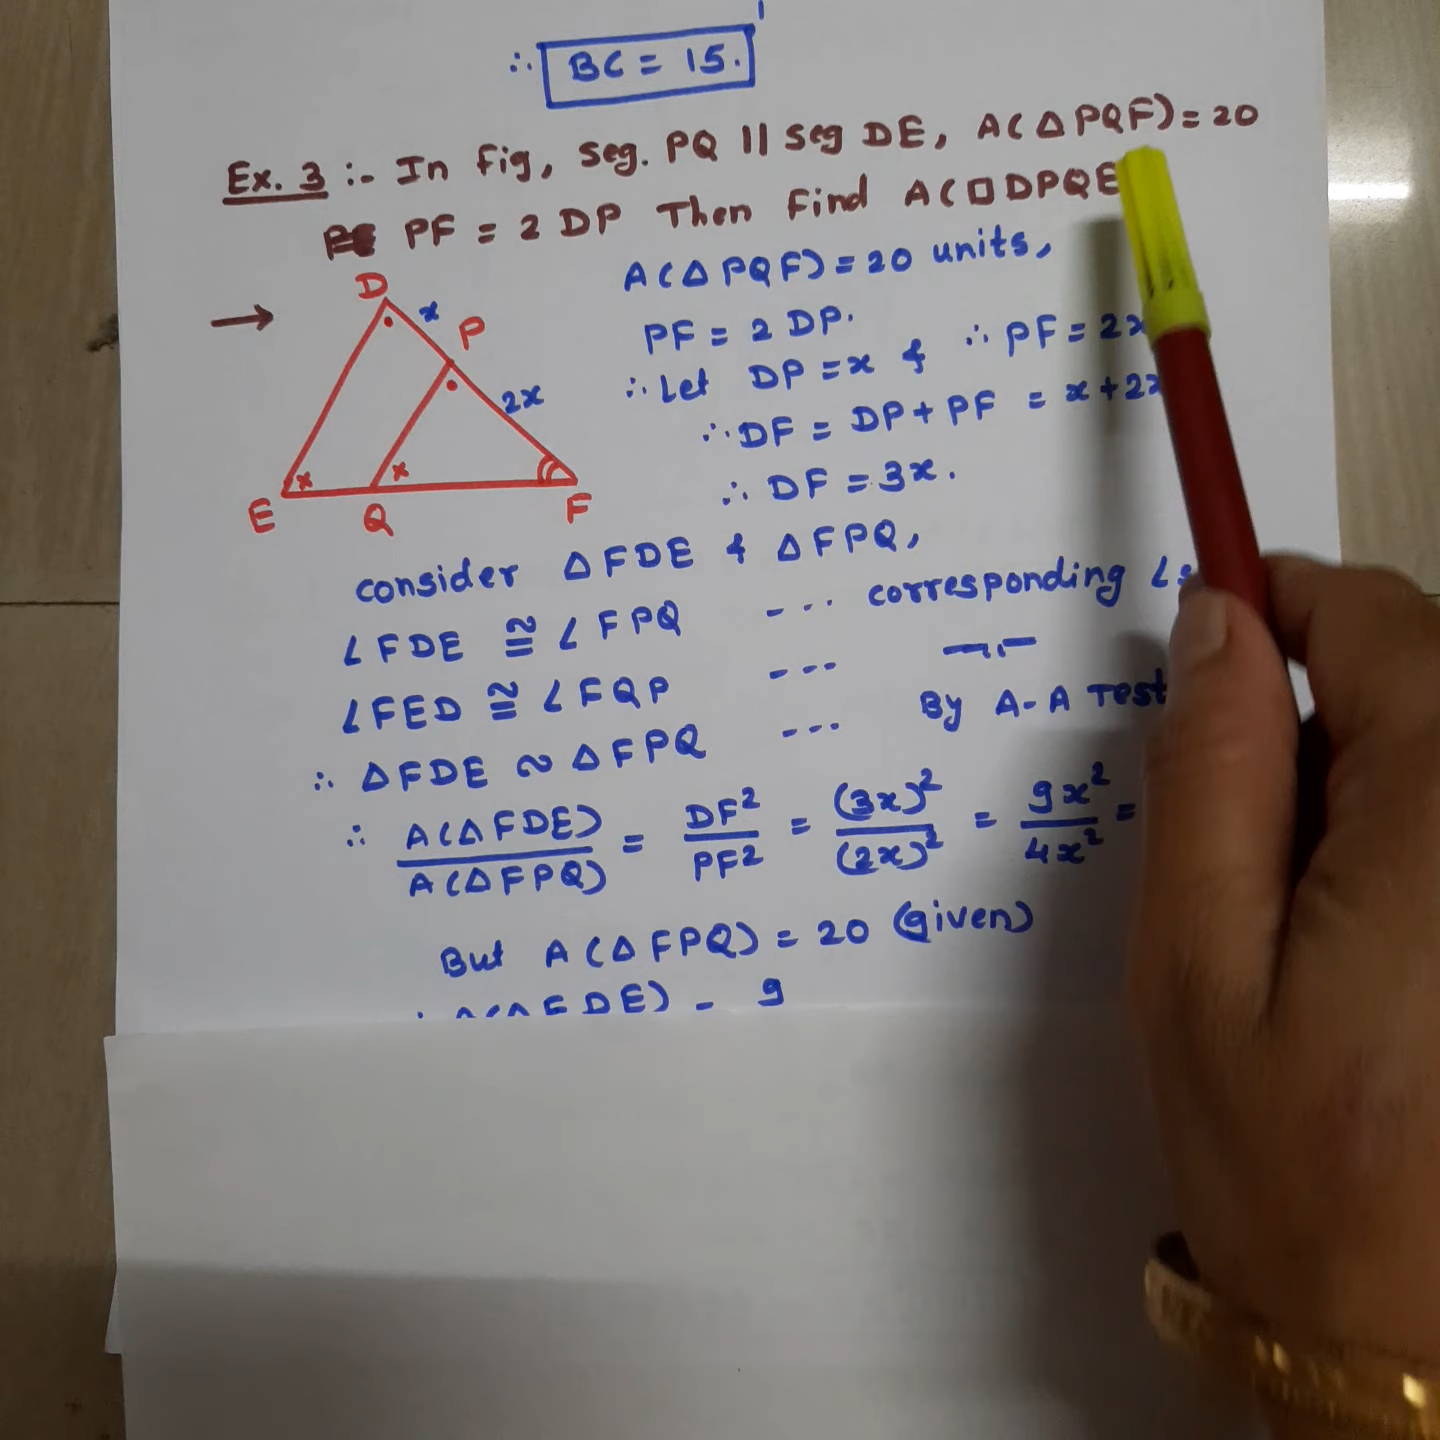 ∴ BC = 15.
Ex. 3 :- In fig, seg. PQ || seg DE, A(△PQF) = 20
PF = 2 DP Then Find A(□DPQE
→
D
x
P
2x
x
x
E
Q
F
A(△PQF) = 20 units,
PF = 2 DP.
∴ Let DP = x & ∴ PF = 2x
∴ DF = DP + PF = x + 2x
∴ DF = 3x.
consider △FDE & △FPQ,
∠FDE ≅ ∠FPQ --- corresponding ∠s
∠FED ≅ ∠FQP --- —〃—
∴ △FDE ~ △FPQ --- By A-A Test
∴ A(△FDE)/A(△FPQ) = DF²/PF² = (3x)²/(2x)² = 9x²/4x² =
But A(△FPQ) = 20 (given)
∴ A(△FDE) = 9